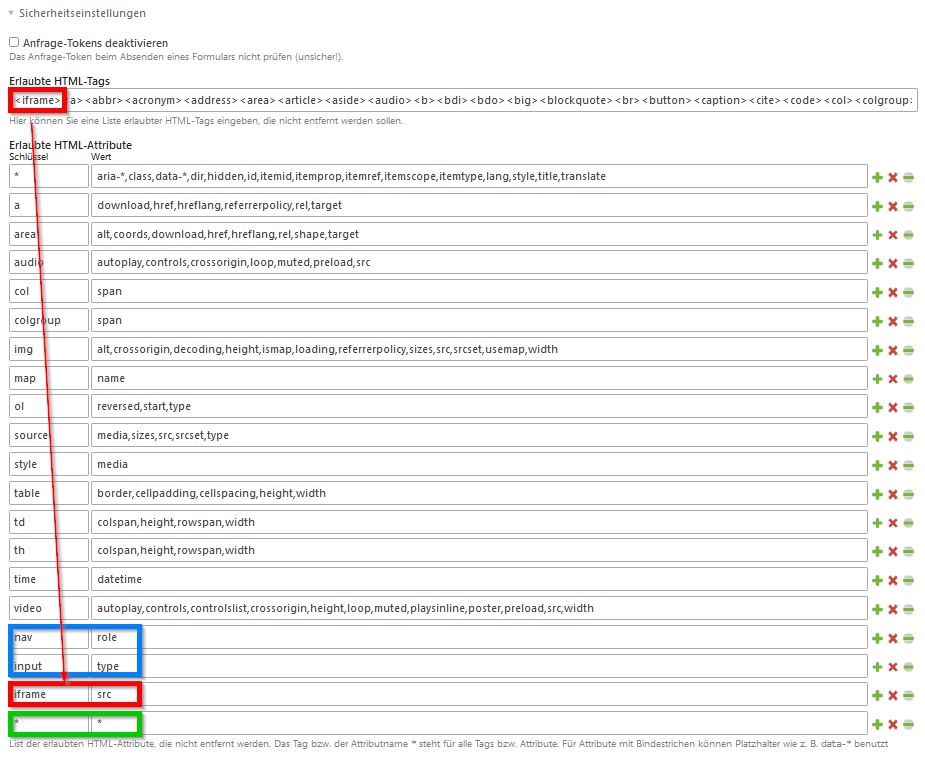 Sicherheitseinstellungen
Anfrage-Tokens deaktivieren
Das Anfrage-Token beim Absenden eines Formulars nicht prüfen (unsicher!).
Erlaubte HTML-Tags
<iframe><a><abbr><acronym><address><area><article><aside><audio><b><bdi><bdo><big><blockquote><br><button><caption><cite><code><col><colgroup>
Hier können Sie eine Liste erlaubter HTML-Tags eingeben, die nicht entfernt werden sollen.
Erlaubte HTML-Attribute
Schlüssel Wert
* aria-*,class,data-*,dir,hidden,id,itemid,itemprop,itemref,itemscope,itemtype,lang,style,title,translate
a download,href,hreflang,referrerpolicy,rel,target
area alt,coords,download,href,hreflang,rel,shape,target
audio autoplay,controls,crossorigin,loop,muted,preload,src
col span
colgroup span
img alt,crossorigin,decoding,height,ismap,loading,referrerpolicy,sizes,src,srcset,usemap,width
map name
ol reversed,start,type
source media,sizes,src,srcset,type
style media
table border,cellpadding,cellspacing,height,width
td colspan,height,rowspan,width
th colspan,height,rowspan,width
time datetime
video autoplay,controls,controlslist,crossorigin,height,loop,muted,playsinline,poster,preload,src,width
nav role
input type
iframe src
* *
List der erlaubten HTML-Attribute, die nicht entfernt werden. Das Tag bzw. der Attributname * steht für alle Tags bzw. Attribute. Für Attribute mit Bindestrichen können Platzhalter wie z. B. data-* benutzt